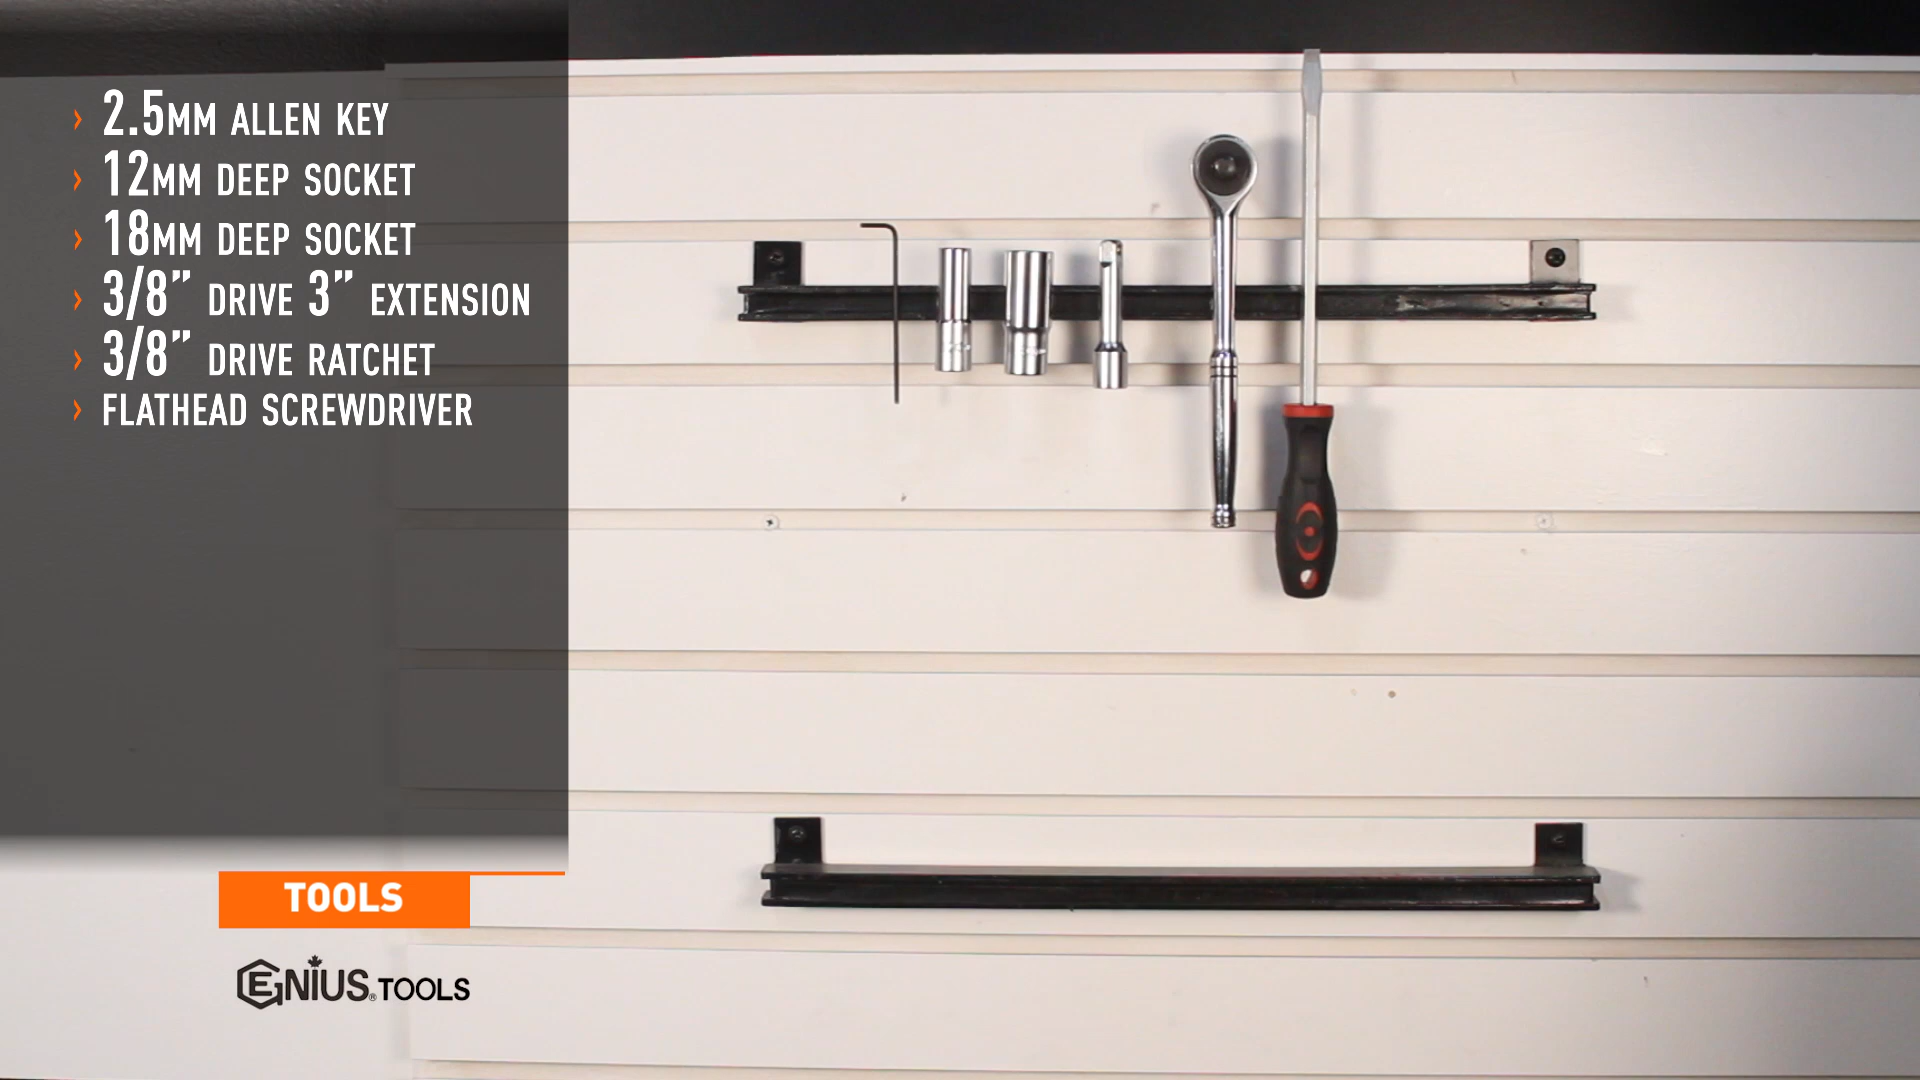 › 2.5MM ALLEN KEY
› 12MM DEEP SOCKET
› 18MM DEEP SOCKET
› 3/8” DRIVE 3” EXTENSION
› 3/8” DRIVE RATCHET
› FLATHEAD SCREWDRIVER
TOOLS
GENIUS® TOOLS